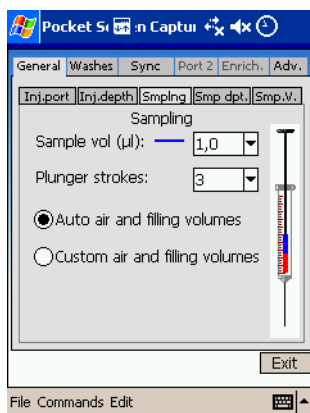 Pocket Sc :n Captur
General Washes Sync Port 2 Enrich. Adv.
Inj.port Inj.depth Smplng Smp dpt. Smp.V.
Sampling
Sample vol (µl): 1,0
Plunger strokes: 3
Auto air and filling volumes
Custom air and filling volumes
Exit
File Commands Edit